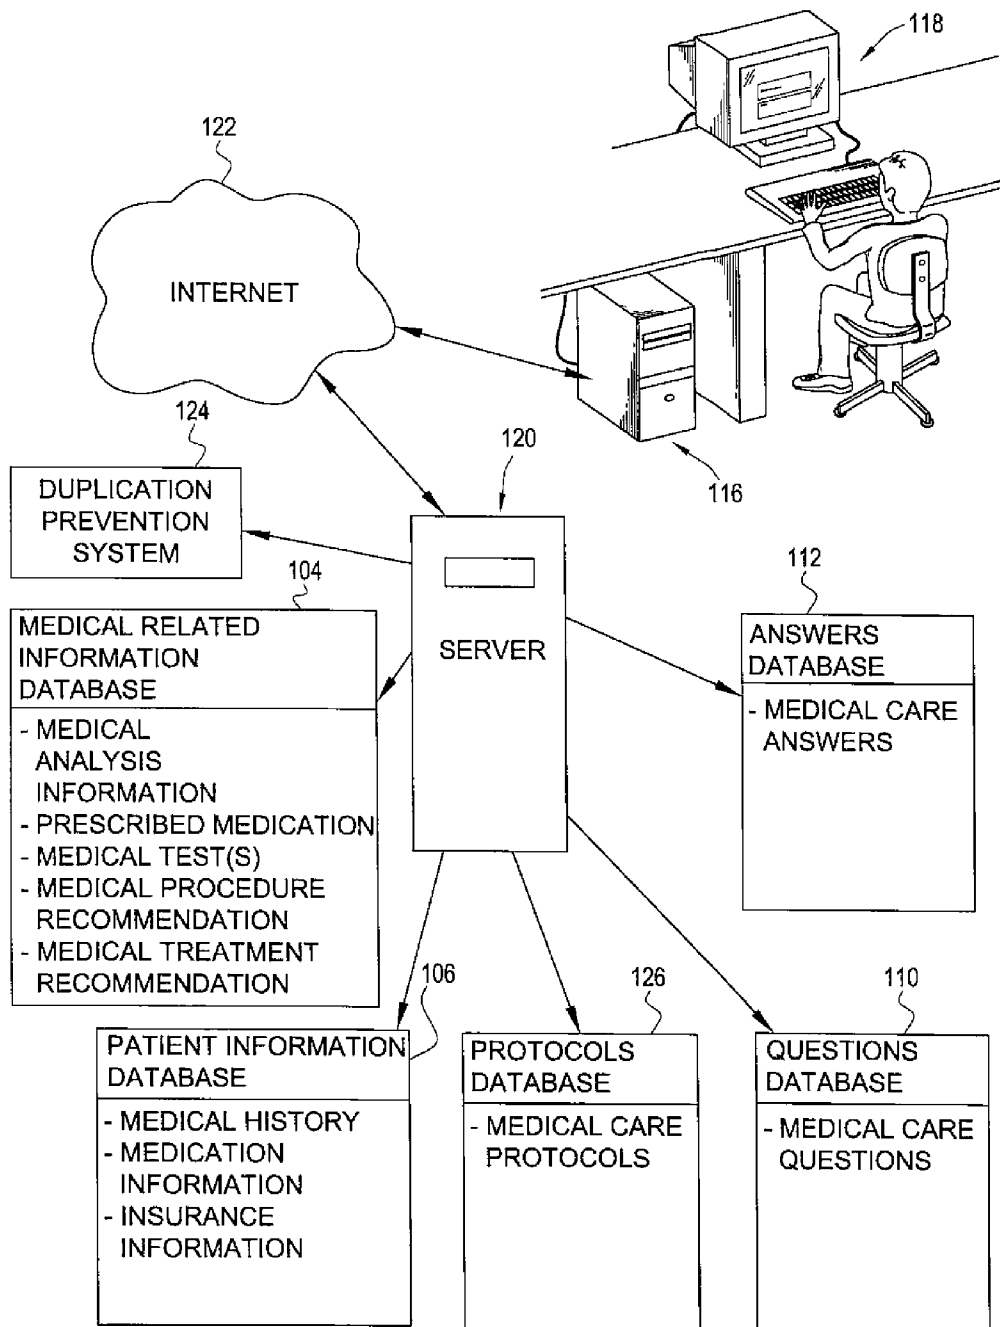 118
122
INTERNET
116
124
DUPLICATION
PREVENTION
SYSTEM
120
SERVER
104
MEDICAL RELATED
INFORMATION
DATABASE
- MEDICAL
ANALYSIS
INFORMATION
- PRESCRIBED MEDICATION
- MEDICAL TEST(S)
- MEDICAL PROCEDURE
RECOMMENDATION
- MEDICAL TREATMENT
RECOMMENDATION
112
ANSWERS
DATABASE
- MEDICAL CARE
ANSWERS
106
PATIENT INFORMATION
DATABASE
- MEDICAL HISTORY
- MEDICATION
INFORMATION
- INSURANCE
INFORMATION
126
PROTOCOLS
DATABASE
- MEDICAL CARE
PROTOCOLS
110
QUESTIONS
DATABASE
- MEDICAL CARE
QUESTIONS